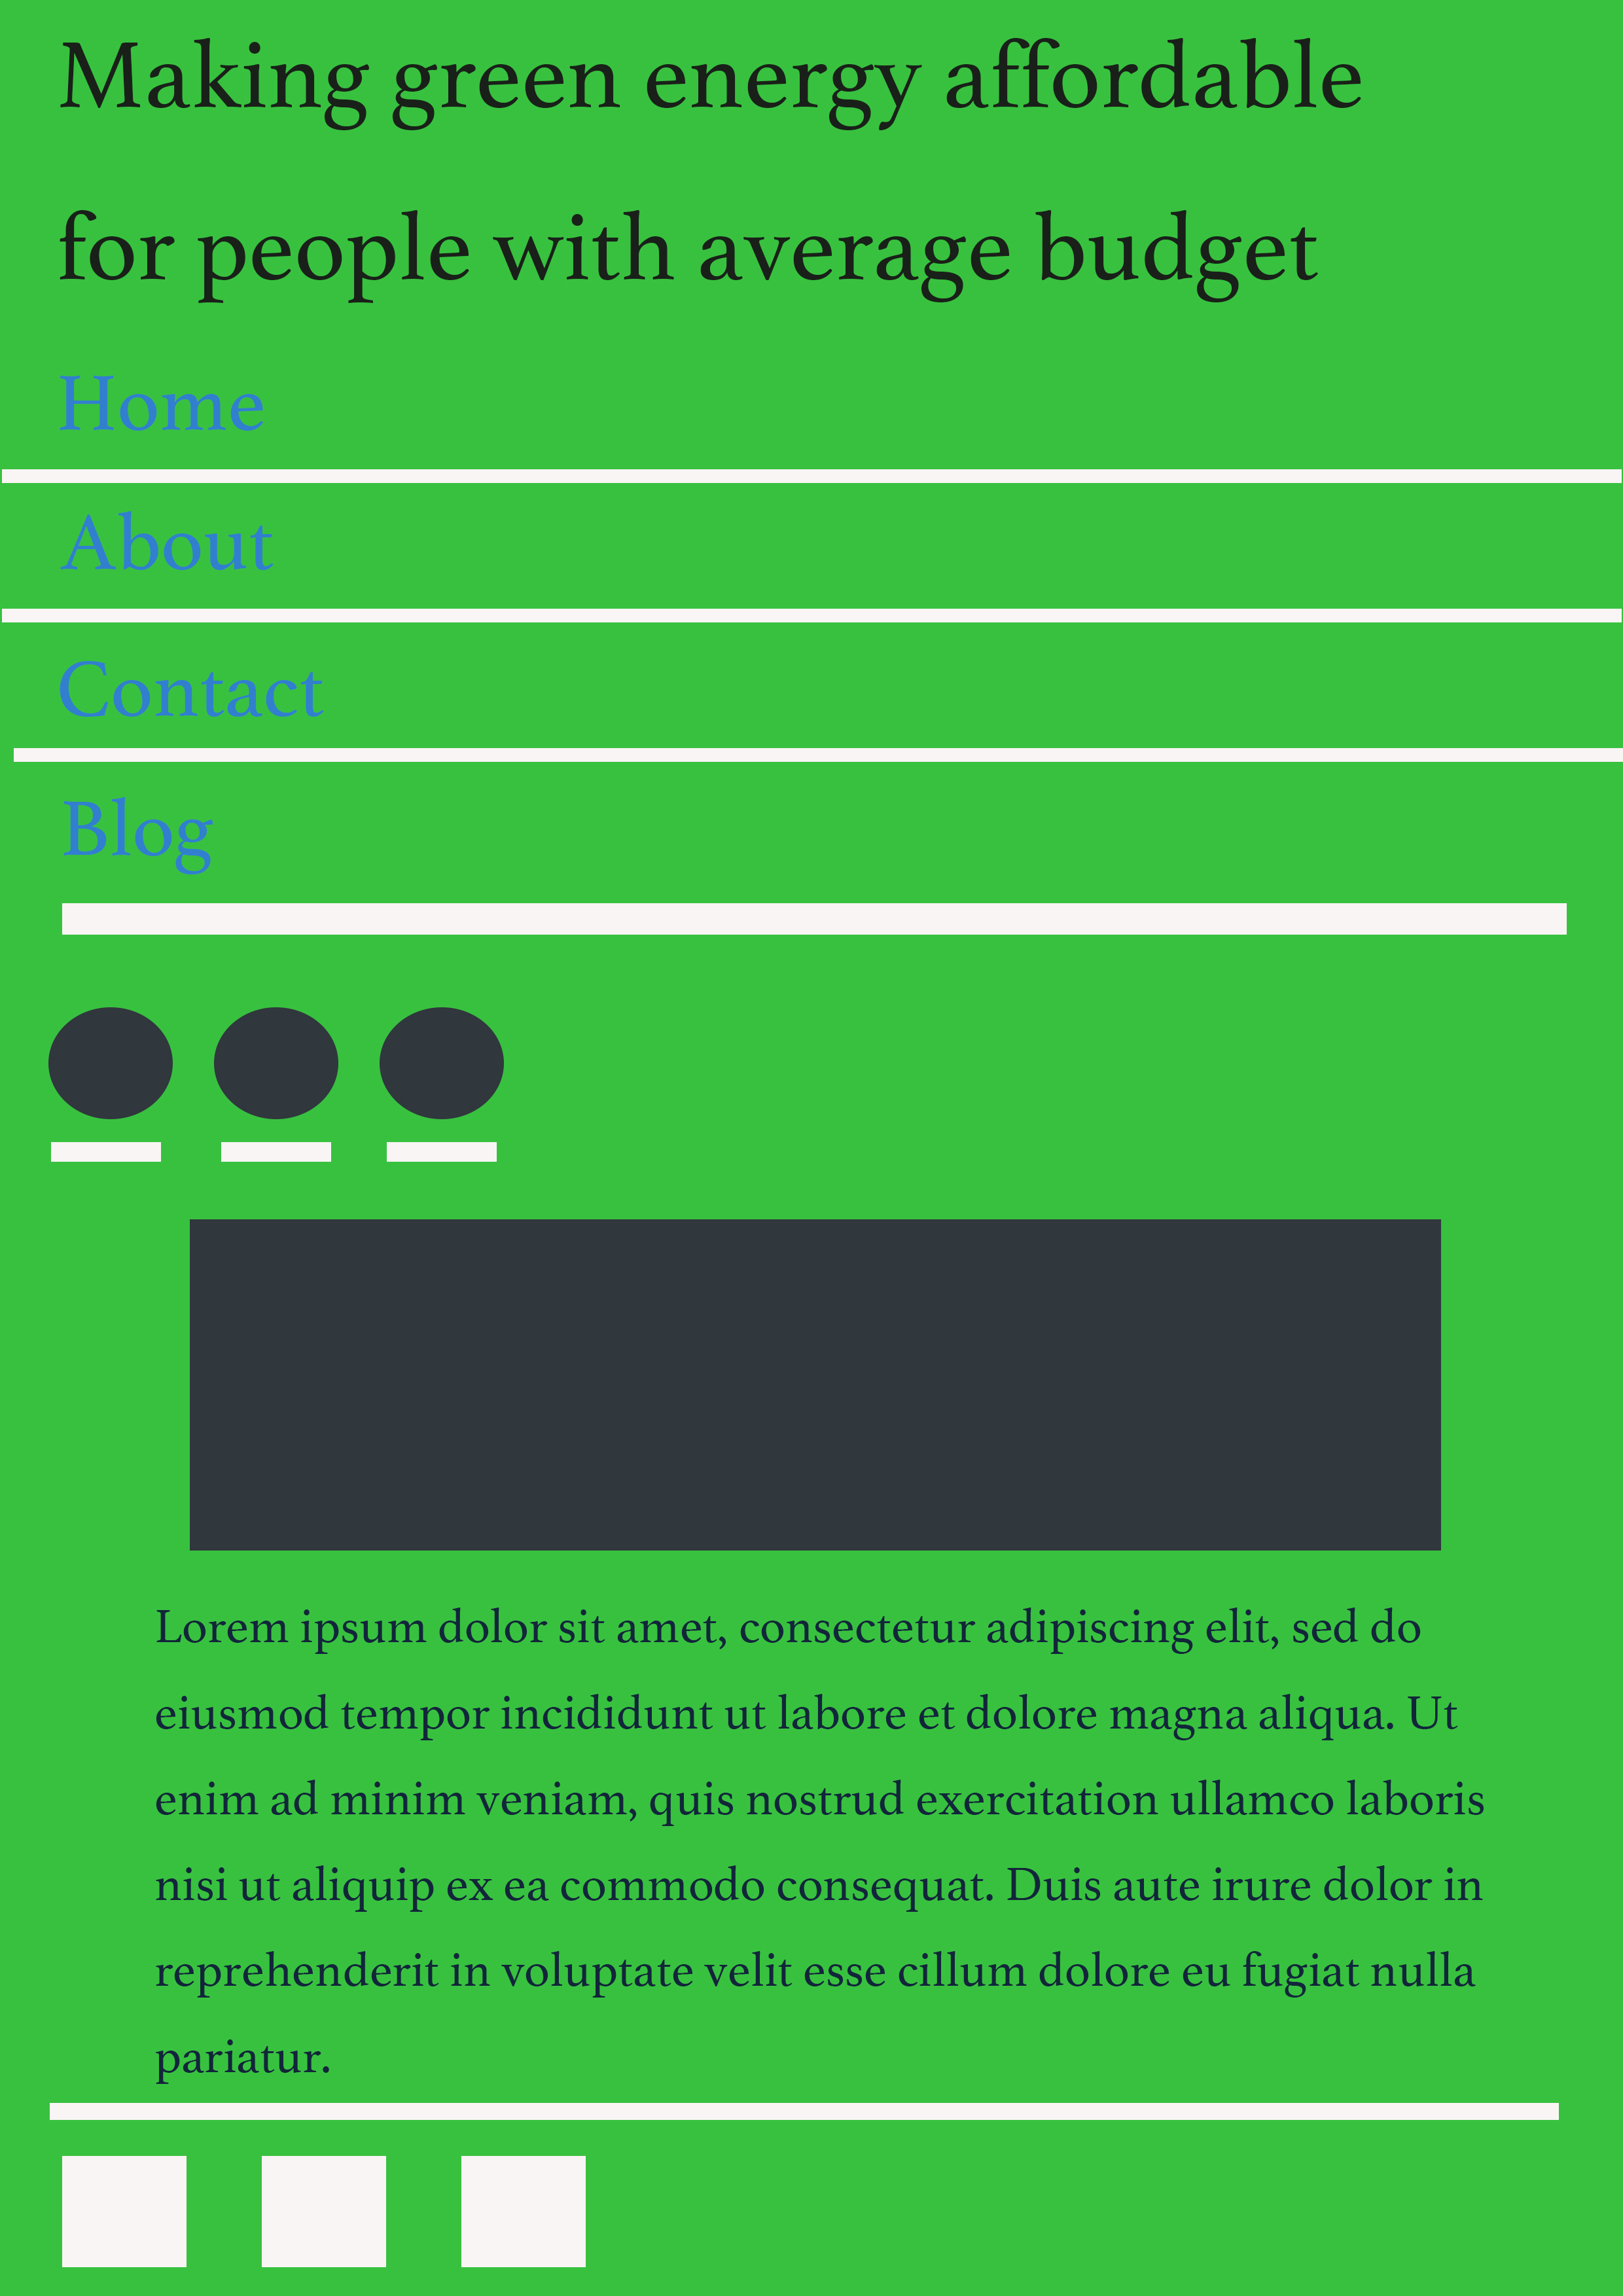 Making green energy affordable
for people with average budget
Home
About
Contact
Blog
Lorem ipsum dolor sit amet, consectetur adipiscing elit, sed do
eiusmod tempor incididunt ut labore et dolore magna aliqua. Ut
enim ad minim veniam, quis nostrud exercitation ullamco laboris
nisi ut aliquip ex ea commodo consequat. Duis aute irure dolor in
reprehenderit in voluptate velit esse cillum dolore eu fugiat nulla
pariatur.